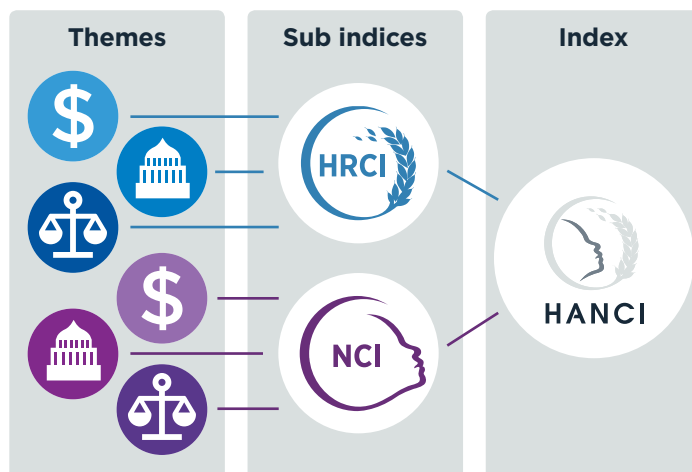 Themes
Sub indices
Index
$
HRCI
$
NCI
HANCI